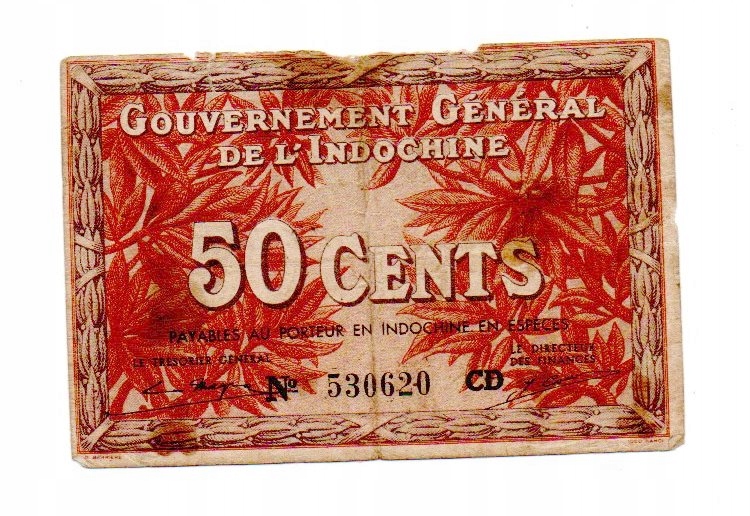 GOUVERNEMENT GÉNÉRAL
DE L'INDOCHINE
50 CENTS
PAYABLES AU PORTEUR EN INDOCHINE EN ESPÈCES
LE TRÉSORIER GÉNÉRAL
LE DIRECTEUR
DES FINANCES
Nº 530620 CD